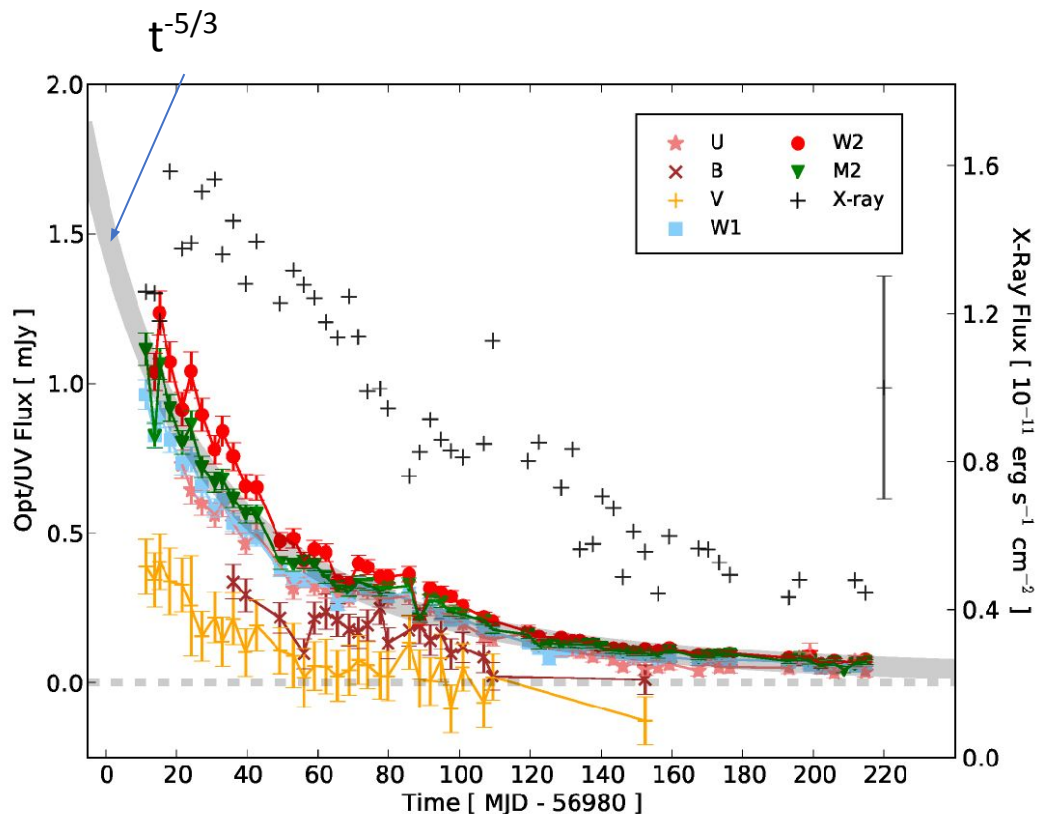 t-5/3
2.0
1.5
1.0
0.5
0.0
Opt/UV Flux [ mJy ]
U
B
V
W1
W2
M2
X-ray
1.6
1.2
0.8
0.4
0.0
X-Ray Flux [ 10⁻¹¹ erg s⁻¹ cm⁻² ]
0 20 40 60 80 100 120 140 160 180 200 220
Time [ MJD - 56980 ]